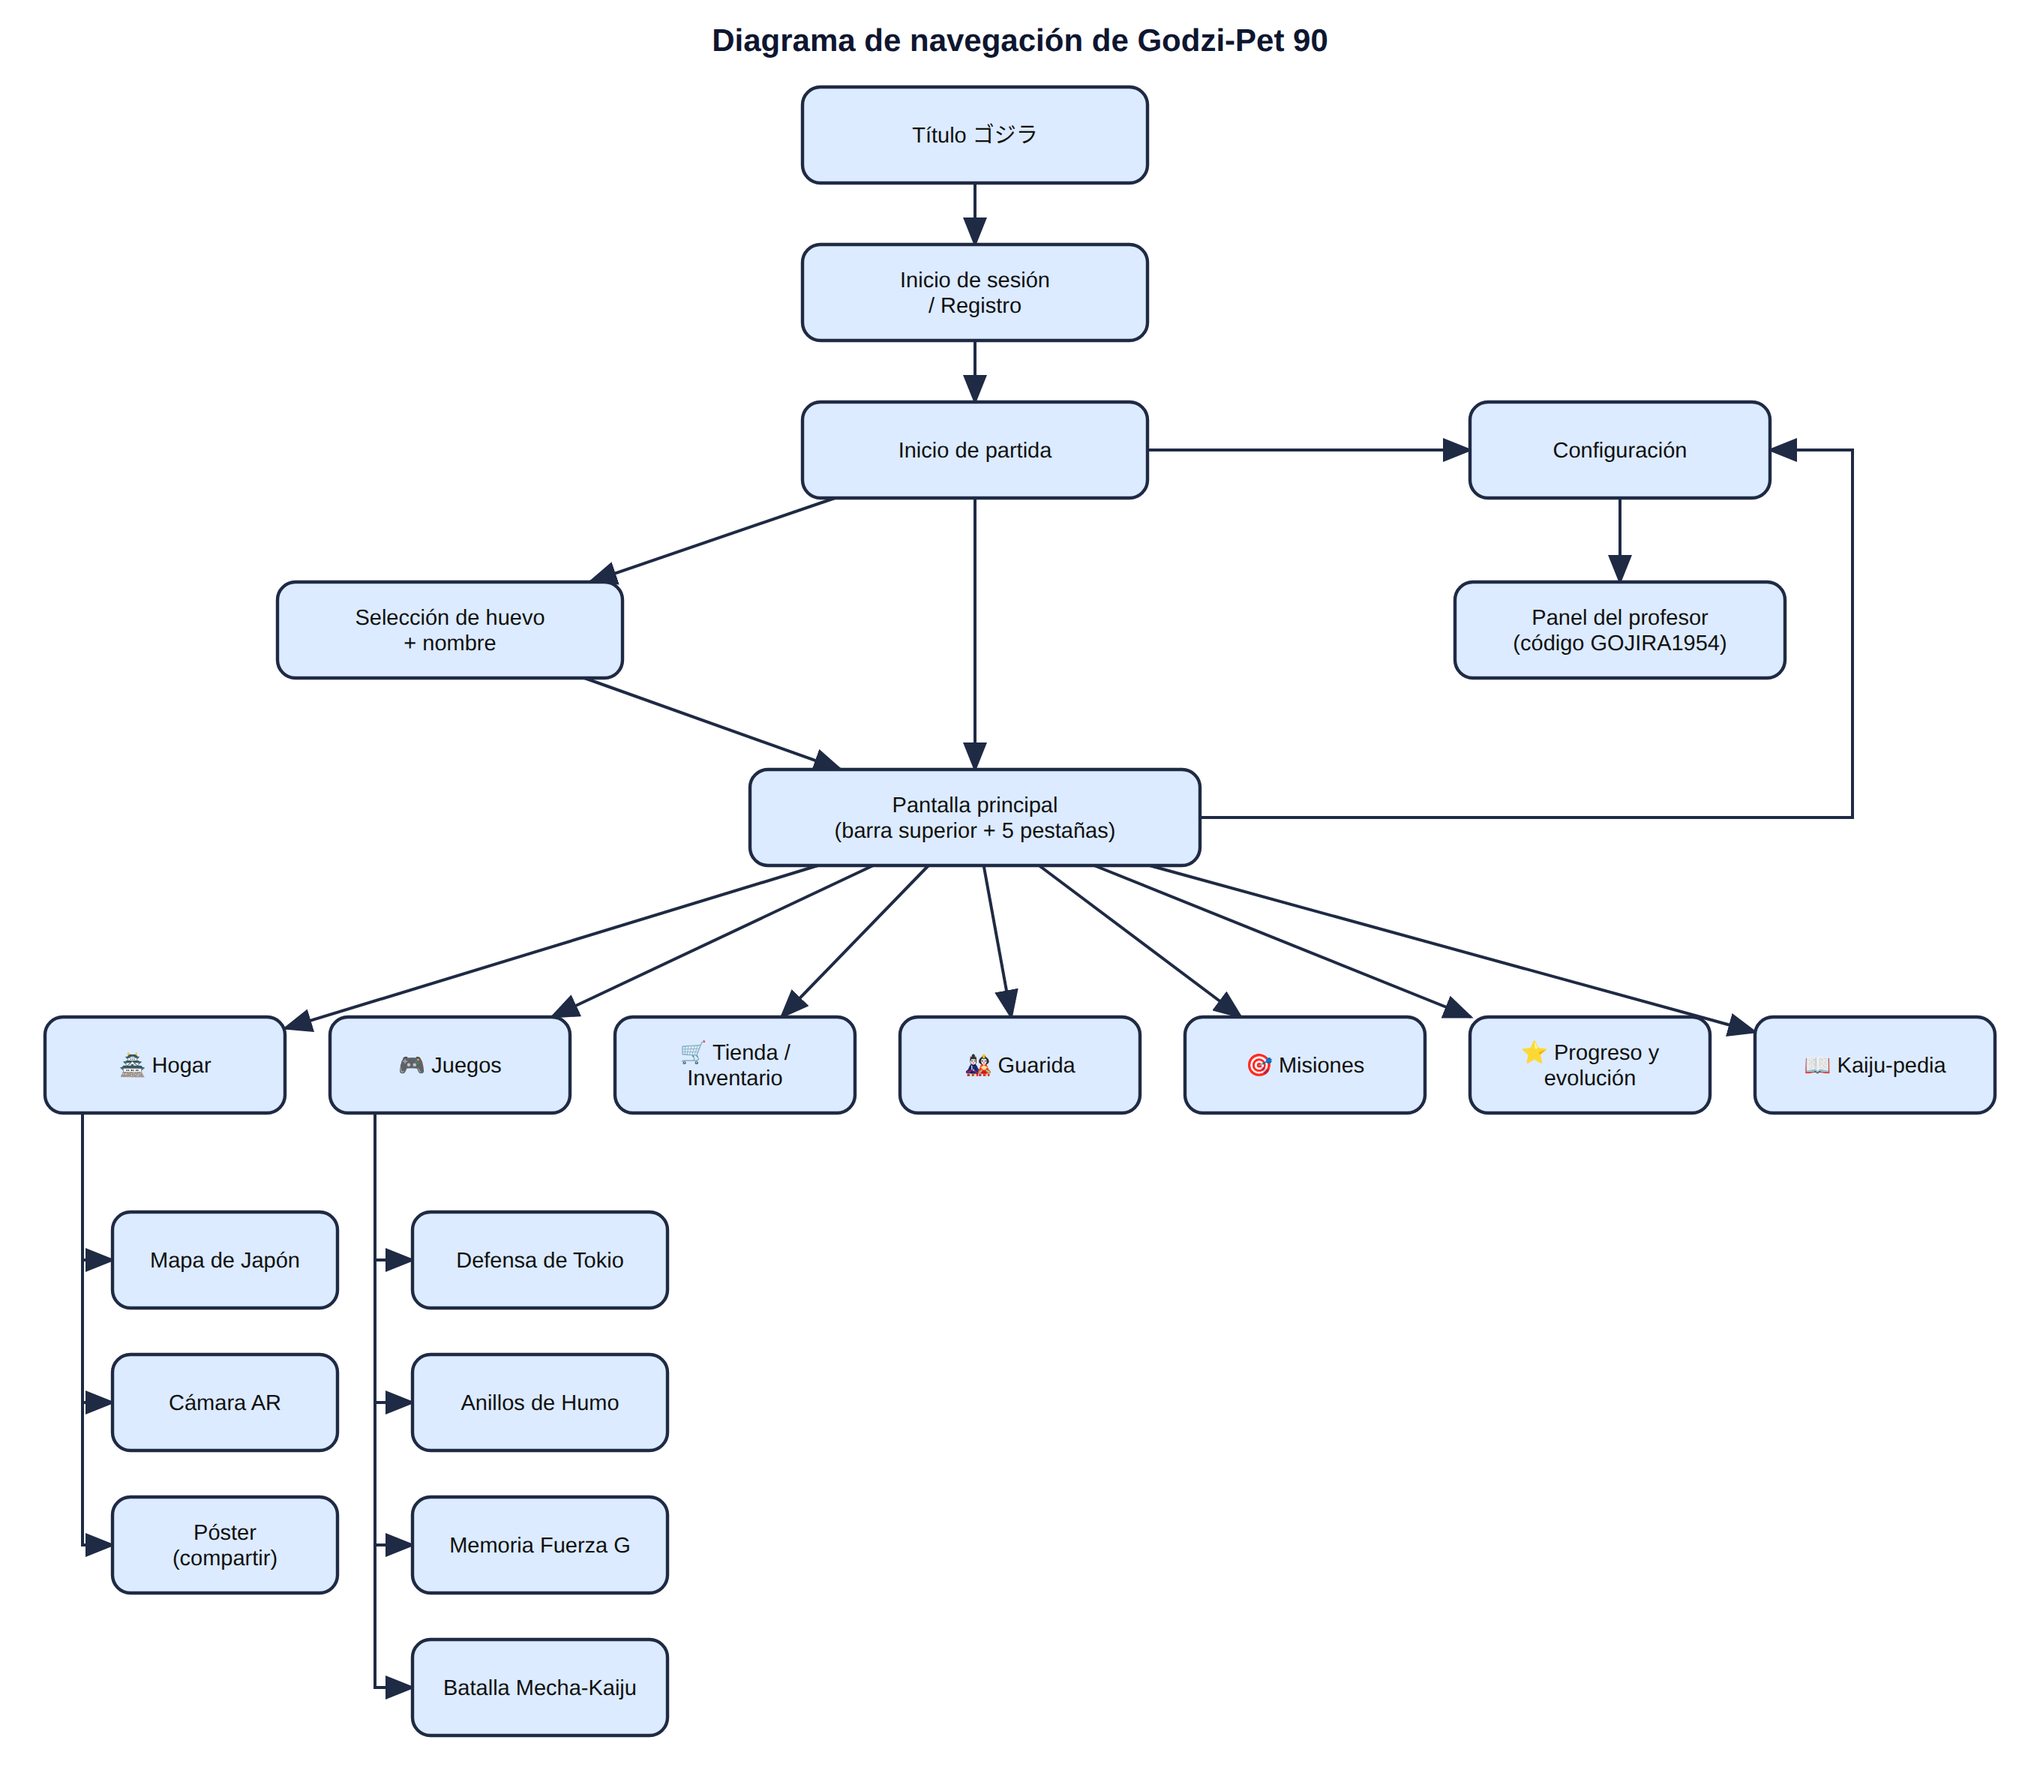 Diagrama de navegación de Godzi-Pet 90
Título ゴジラ
Inicio de sesión
/ Registro
Inicio de partida
Configuración
Selección de huevo
+ nombre
Panel del profesor
(código GOJIRA1954)
Pantalla principal
(barra superior + 5 pestañas)
🏯 Hogar
🎮 Juegos
🛒 Tienda /
Inventario
🎎 Guarida
🎯 Misiones
⭐ Progreso y
evolución
📖 Kaiju-pedia
Mapa de Japón
Defensa de Tokio
Cámara AR
Anillos de Humo
Póster
(compartir)
Memoria Fuerza G
Batalla Mecha-Kaiju